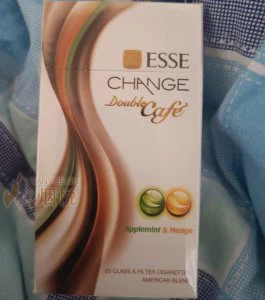 ESSE
CHANGE
Double
Café
Applemint & Mango
20 CLASS A FILTER CIGARETTES
AMERICAN BLEND